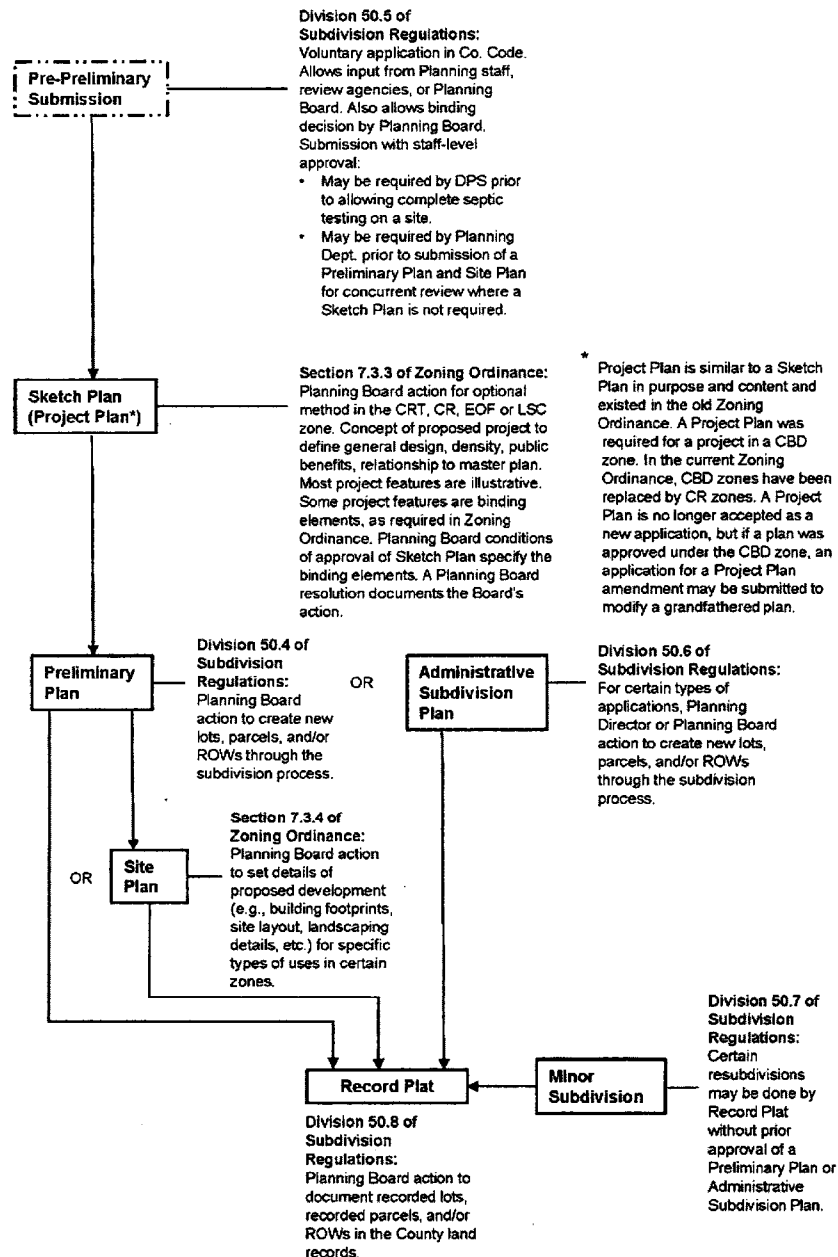 Division 50.5 of
Subdivision Regulations:
Voluntary application in Co. Code.
Allows input from Planning staff,
review agencies, or Planning
Board. Also allows binding
decision by Planning Board.
Submission with staff-level
approval:
• May be required by DPS prior
to allowing complete septic
testing on a site.
• May be required by Planning
Dept. prior to submission of a
Preliminary Plan and Site Plan
for concurrent review where a
Sketch Plan is not required.
Pre-Preliminary
Submission
Sketch Plan
(Project Plan*)
Section 7.3.3 of Zoning Ordinance:
Planning Board action for optional
method in the CRT, CR, EOF or LSC
zone. Concept of proposed project to
define general design, density, public
benefits, relationship to master plan.
Most project features are illustrative.
Some project features are binding
elements, as required in Zoning
Ordinance. Planning Board conditions
of approval of Sketch Plan specify the
binding elements. A Planning Board
resolution documents the Board's
action.
*
Project Plan is similar to a Sketch
Plan in purpose and content and
existed in the old Zoning
Ordinance. A Project Plan was
required for a project in a CBD
zone. In the current Zoning
Ordinance, CBD zones have been
replaced by CR zones. A Project
Plan is no longer accepted as a
new application, but if a plan was
approved under the CBD zone, an
application for a Project Plan
amendment may be submitted to
modify a grandfathered plan.
Preliminary
Plan
Division 50.4 of
Subdivision
Regulations:
Planning Board
action to create new
lots, parcels, and/or
ROWs through the
subdivision process.
OR
Administrative
Subdivision
Plan
Division 50.6 of
Subdivision Regulations:
For certain types of
applications, Planning
Director or Planning Board
action to create new lots,
parcels, and/or ROWs
through the subdivision
process.
OR
Site
Plan
Section 7.3.4 of
Zoning Ordinance:
Planning Board action
to set details of
proposed development
(e.g., building footprints,
site layout, landscaping
details, etc.) for specific
types of uses in certain
zones.
Record Plat
Division 50.8 of
Subdivision
Regulations:
Planning Board action to
document recorded lots,
recorded parcels, and/or
ROWs in the County land
records.
Minor
Subdivision
Division 50.7 of
Subdivision
Regulations:
Certain
resubdivisions
may be done by
Record Plat
without prior
approval of a
Preliminary Plan or
Administrative
Subdivision Plan.